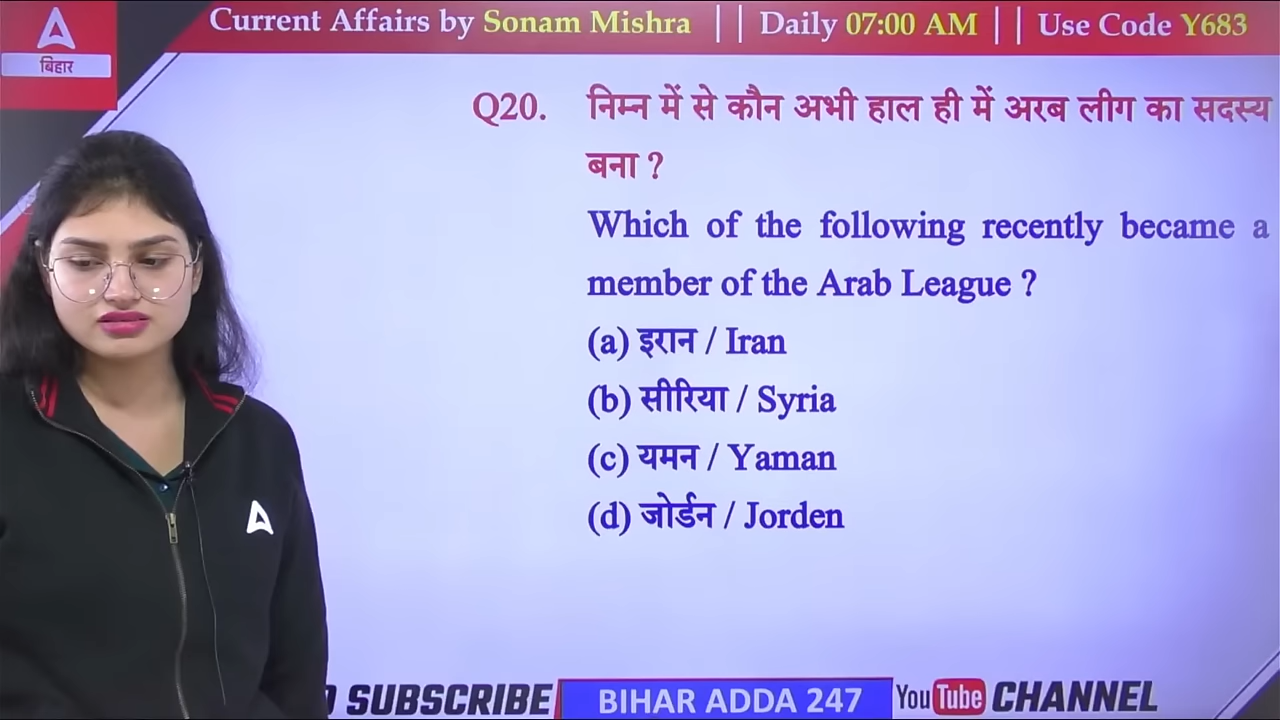 Current Affairs by Sonam Mishra || Daily 07:00 AM || Use Code Y683
बिहार
Q20. निम्न में से कौन अभी हाल ही में अरब लीग का सदस्य
बना ?
Which of the following recently became a
member of the Arab League ?
(a) इरान / Iran
(b) सीरिया / Syria
(c) यमन / Yaman
(d) जोर्डन / Jorden
SUBSCRIBE BIHAR ADDA 247 YouTube CHANNEL